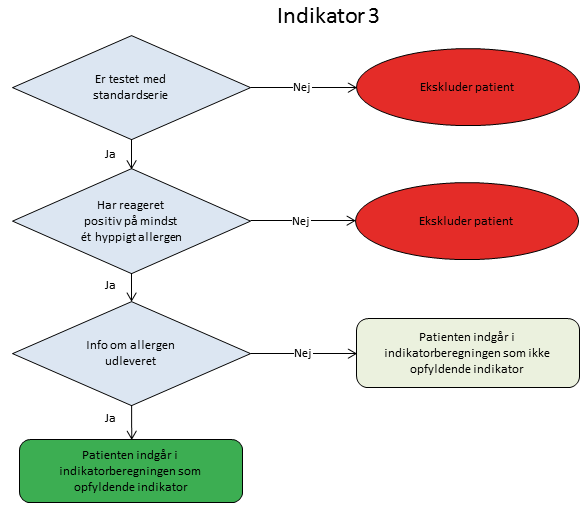 Indikator 3
Er testet med
standardserie
Nej
Ekskluder patient
Ja
Har reageret
positiv på mindst
ét hyppigt allergen
Nej
Ekskluder patient
Ja
Info om allergen
udleveret
Nej
Patienten indgår i
indikatorberegningen som ikke
opfyldende indikator
Ja
Patienten indgår i
indikatorberegningen som
opfyldende indikator